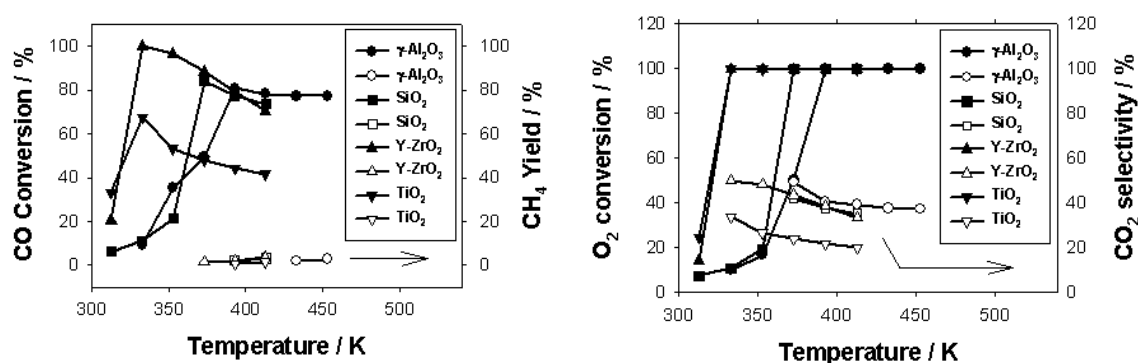 CO Conversion / %
100
80
60
40
20
0
300
350
400
450
500
Temperature / K
100
80
60
40
20
0
CH₄ Yield / %
γ-Al₂O₃
γ-Al₂O₃
SiO₂
SiO₂
Y-ZrO₂
Y-ZrO₂
TiO₂
TiO₂
O₂ conversion / %
120
100
80
60
40
20
0
300
350
400
450
500
Temperature / K
120
100
80
60
40
20
0
CO₂ selectivity / %
γ-Al₂O₃
γ-Al₂O₃
SiO₂
SiO₂
Y-ZrO₂
Y-ZrO₂
TiO₂
TiO₂